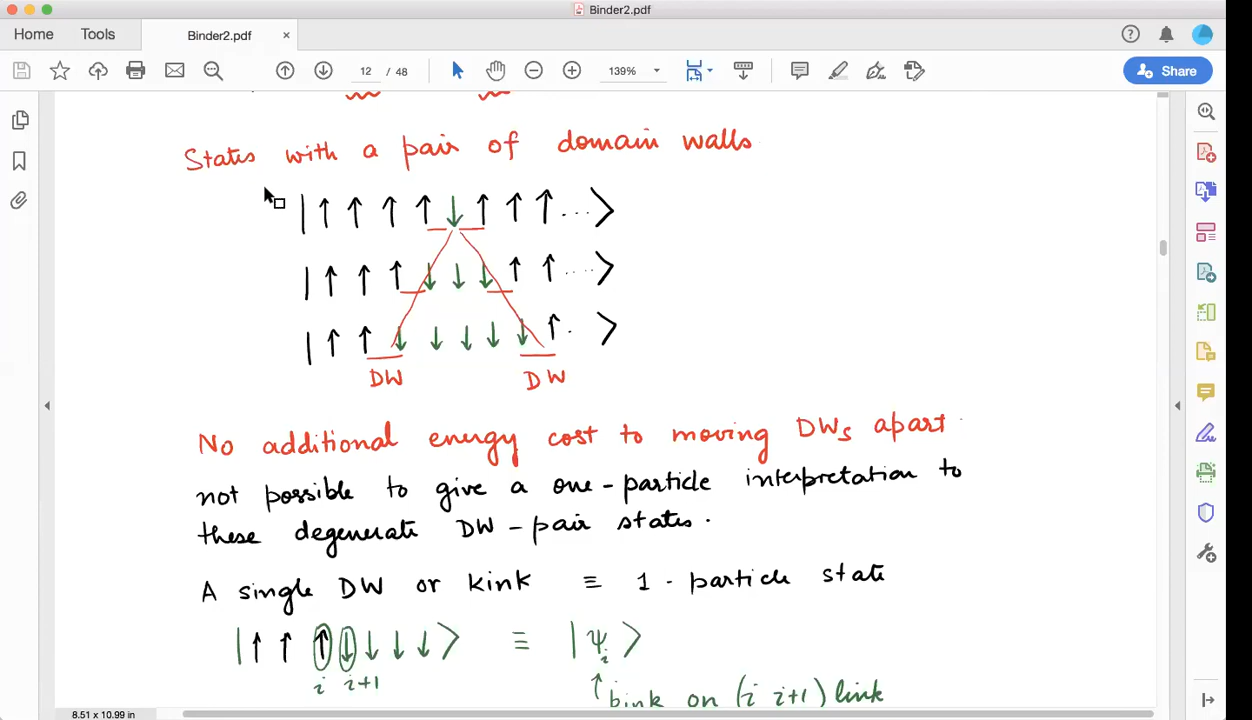 Binder2.pdf
Home Tools Binder2.pdf ×
12 / 48 139% Share
States with a pair of domain walls
|↑ ↑ ↑ ↑ ↓ ↑ ↑ ↑ ... >
|↑ ↑ ↑ ↓ ↓ ↓ ↑ ↑ .... >
|↑ ↑ ↓ ↓ ↓ ↓ ↓ ↑ . >
DW DW
No additional energy cost to moving DWs apart
not possible to give a one-particle interpretation to
these degenerate DW-pair states.
A single DW or kink ≡ 1-particle state
|↑ ↑ ↑ ↓ ↓ ↓ ↓> ≡ |ψi>
i i+1
↑ kink on (i i+1) link
8.51 x 10.99 in